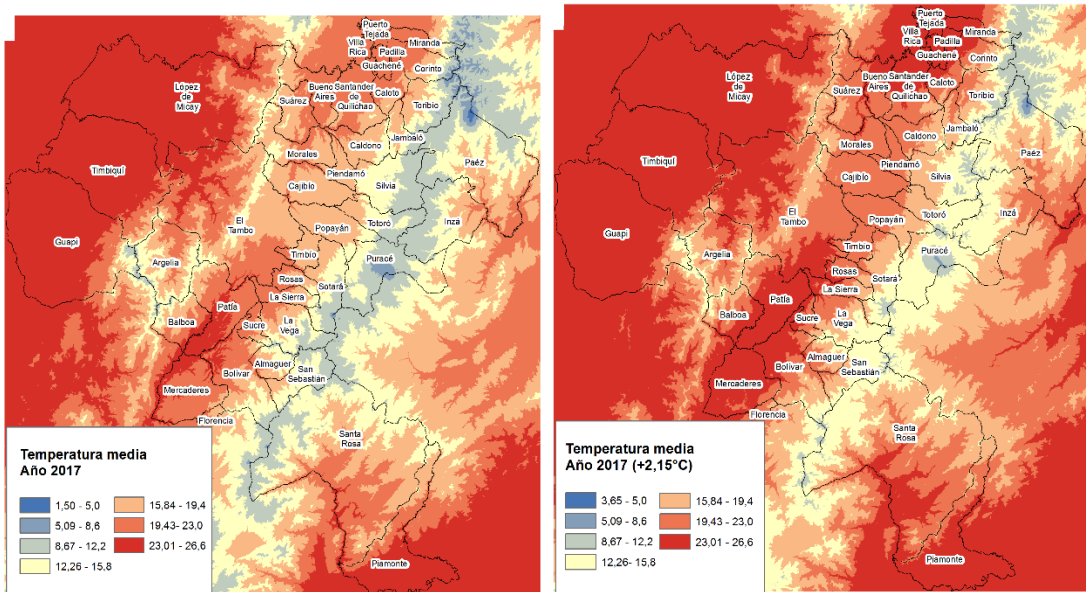 Puerto
Tejada
Villa
Rica
Padilla
Miranda
Guachené
Corinto
López
de
Micay
Suárez
Bueno
Aires
Santander
de
Quilichao
Caloto
Toribío
Jambaló
Caldono
Morales
Páez
Timbiquí
Piendamó
Cajibío
Silvia
El
Tambo
Popayán
Totoró
Inzá
Guapi
Timbío
Puracé
Argelia
Rosas
Sotará
La Sierra
Patía
Balboa
Sucre
La
Vega
Almaguer
San
Sebastián
Bolívar
Mercaderes
Florencia
Santa
Rosa
Piamonte
Temperatura media
Año 2017
1,50 - 5,0
5,09 - 8,6
8,67 - 12,2
12,26 - 15,8
15,84 - 19,4
19,43 - 23,0
23,01 - 26,6
Puerto
Tejada
Villa
Rica
Padilla
Miranda
Guachené
Corinto
López
de
Micay
Suárez
Bueno
Aires
Santander
de
Quilichao
Caloto
Toribío
Jambaló
Caldono
Morales
Páez
Timbiquí
Piendamó
Cajibío
Silvia
El
Tambo
Popayán
Totoró
Inzá
Guapi
Timbío
Puracé
Argelia
Rosas
Sotará
La Sierra
Patía
Balboa
Sucre
La
Vega
Almaguer
San
Sebastián
Bolívar
Mercaderes
Florencia
Santa
Rosa
Piamonte
Temperatura media
Año 2017 (+2,15°C)
3,65 - 5,0
5,09 - 8,6
8,67 - 12,2
12,26 - 15,8
15,84 - 19,4
19,43 - 23,0
23,01 - 26,6